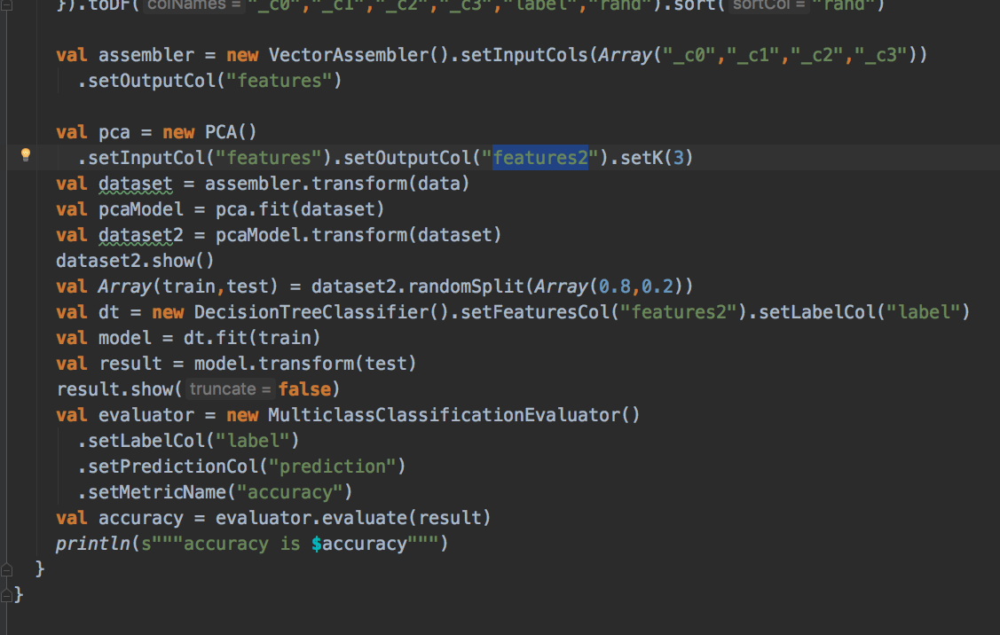 }).toDF( colNames = "_c0","_c1","_c2","_c3","label","rand").sort( sortCol = "rand")
val assembler = new VectorAssembler().setInputCols(Array("_c0","_c1","_c2","_c3"))
.setOutputCol("features")
val pca = new PCA()
.setInputCol("features").setOutputCol("features2").setK(3)
val dataset = assembler.transform(data)
val pcaModel = pca.fit(dataset)
val dataset2 = pcaModel.transform(dataset)
dataset2.show()
val Array(train,test) = dataset2.randomSplit(Array(0.8,0.2))
val dt = new DecisionTreeClassifier().setFeaturesCol("features2").setLabelCol("label")
val model = dt.fit(train)
val result = model.transform(test)
result.show( truncate = false)
val evaluator = new MulticlassClassificationEvaluator()
.setLabelCol("label")
.setPredictionCol("prediction")
.setMetricName("accuracy")
val accuracy = evaluator.evaluate(result)
println(s"""accuracy is $accuracy""")
}
}